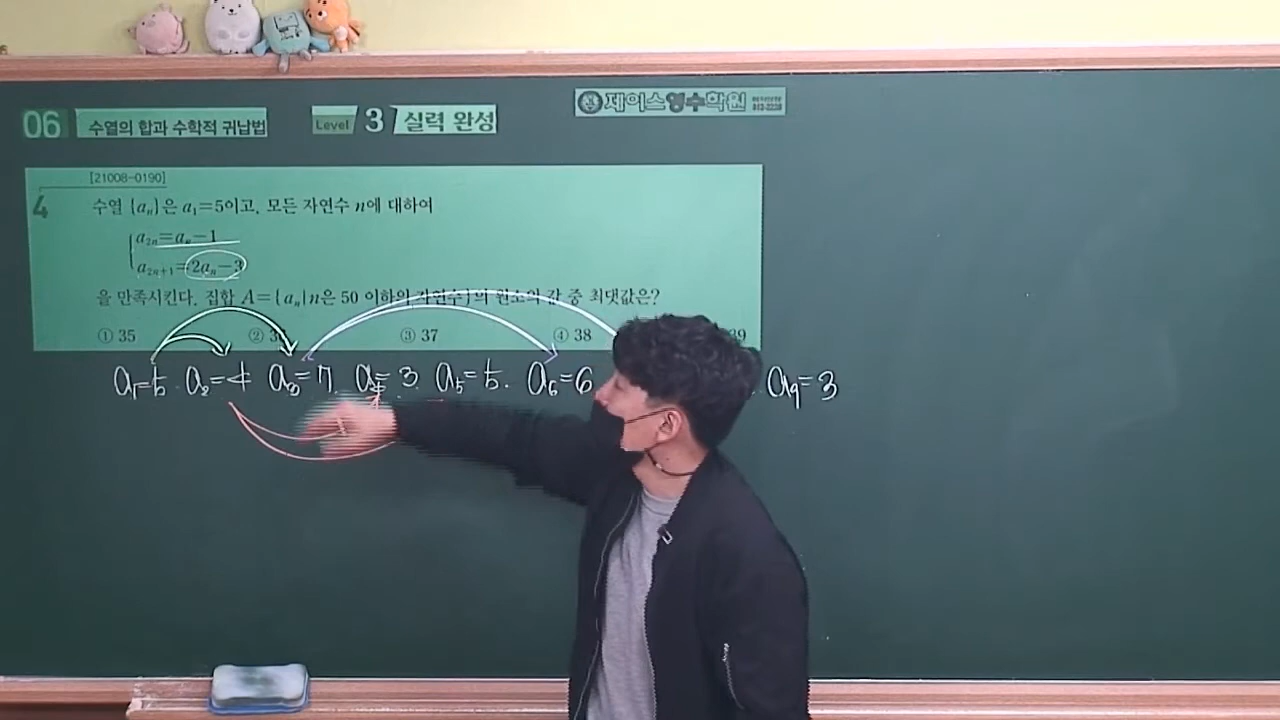 06 수열의 합과 수학적 귀납법 Level 3 실력 완성 제이스영수학원
[21008-0190]
4 수열 {aₙ}은 a₁=5이고, 모든 자연수 n에 대하여
a₂ₙ=aₙ-1
a₂ₙ₊₁=2aₙ-3
을 만족시킨다. 집합 A={aₙ|n은 50 이하의 자연수}의 원소의 값 중 최댓값은?
① 35 ② ③ 37 ④ 38 39
a₁=5 a₂=4 a₃=7 a₄=3 a₅=5. a₆=6 a₉=3